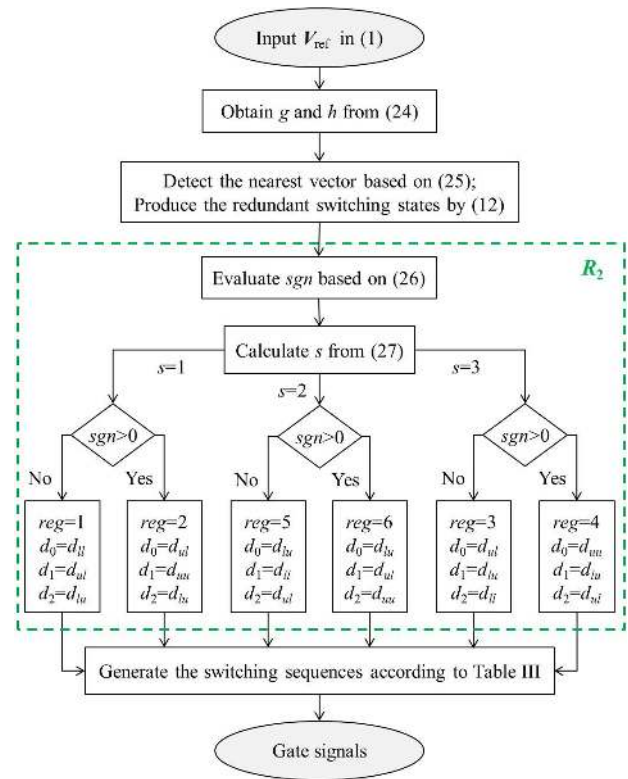 Input V_ref in (1)
Obtain g and h from (24)
Detect the nearest vector based on (25);
Produce the redundant switching states by (12)
R_2
Evaluate sgn based on (26)
Calculate s from (27)
s=1
s=2
s=3
sgn>0
sgn>0
sgn>0
No
Yes
No
Yes
No
Yes
reg=1
d_0=d_ll
d_1=d_ul
d_2=d_lu
reg=2
d_0=d_ul
d_1=d_uu
d_2=d_lu
reg=5
d_0=d_lu
d_1=d_ll
d_2=d_ul
reg=6
d_0=d_lu
d_1=d_ul
d_2=d_uu
reg=3
d_0=d_ul
d_1=d_lu
d_2=d_ll
reg=4
d_0=d_uu
d_1=d_lu
d_2=d_ul
Generate the switching sequences according to Table III
Gate signals